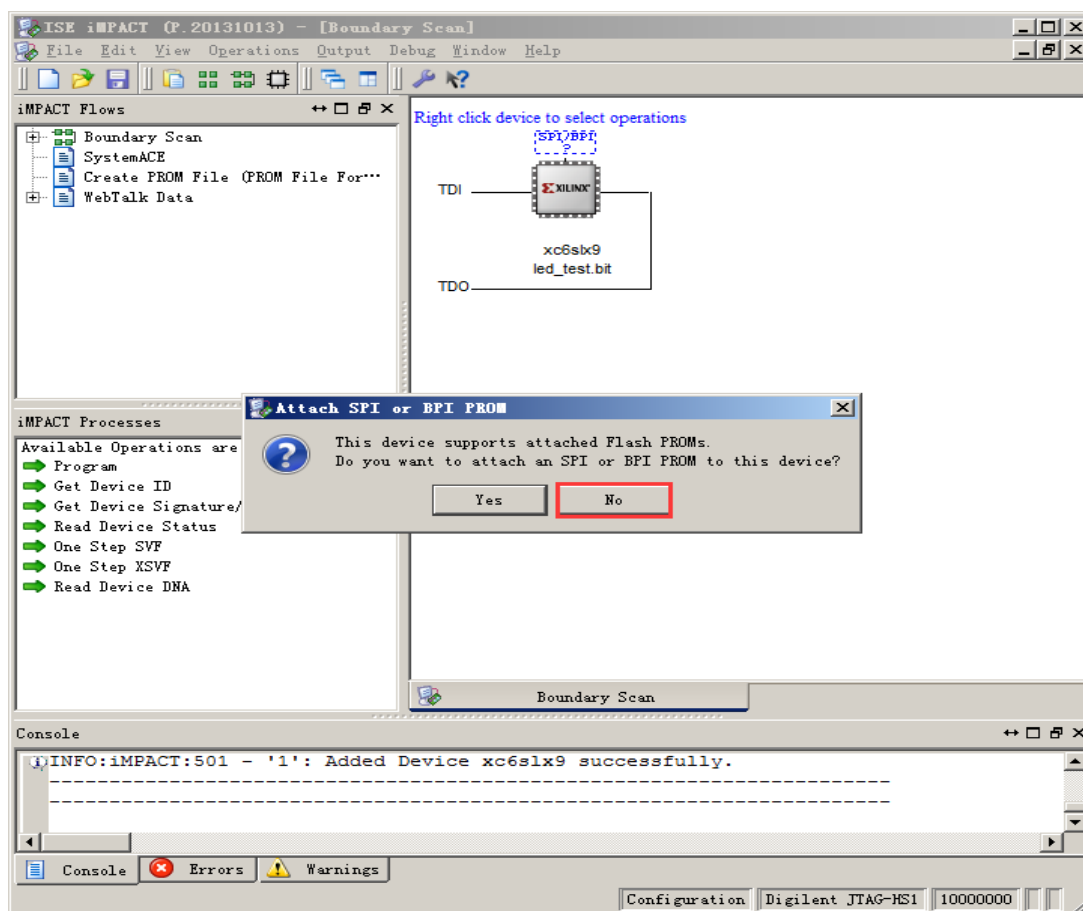 ISE iMPACT (P.20131013) - [Boundary Scan]
File Edit View Operations Output Debug Window Help
iMPACT Flows
Boundary Scan
SystemACE
Create PROM File (PROM File For…
WebTalk Data
Right click device to select operations
SPI/BPI
?
TDI
XILINX
xc6slx9
led_test.bit
TDO
Attach SPI or BPI PROM
This device supports attached Flash PROMs.
Do you want to attach an SPI or BPI PROM to this device?
Yes No
iMPACT Processes
Available Operations are
Program
Get Device ID
Get Device Signature/
Read Device Status
One Step SVF
One Step XSVF
Read Device DNA
Boundary Scan
Console
INFO:iMPACT:501 - '1': Added Device xc6slx9 successfully.
----------------------------------------------------------------------
----------------------------------------------------------------------
Console Errors Warnings
Configuration Digilent JTAG-HS1 10000000